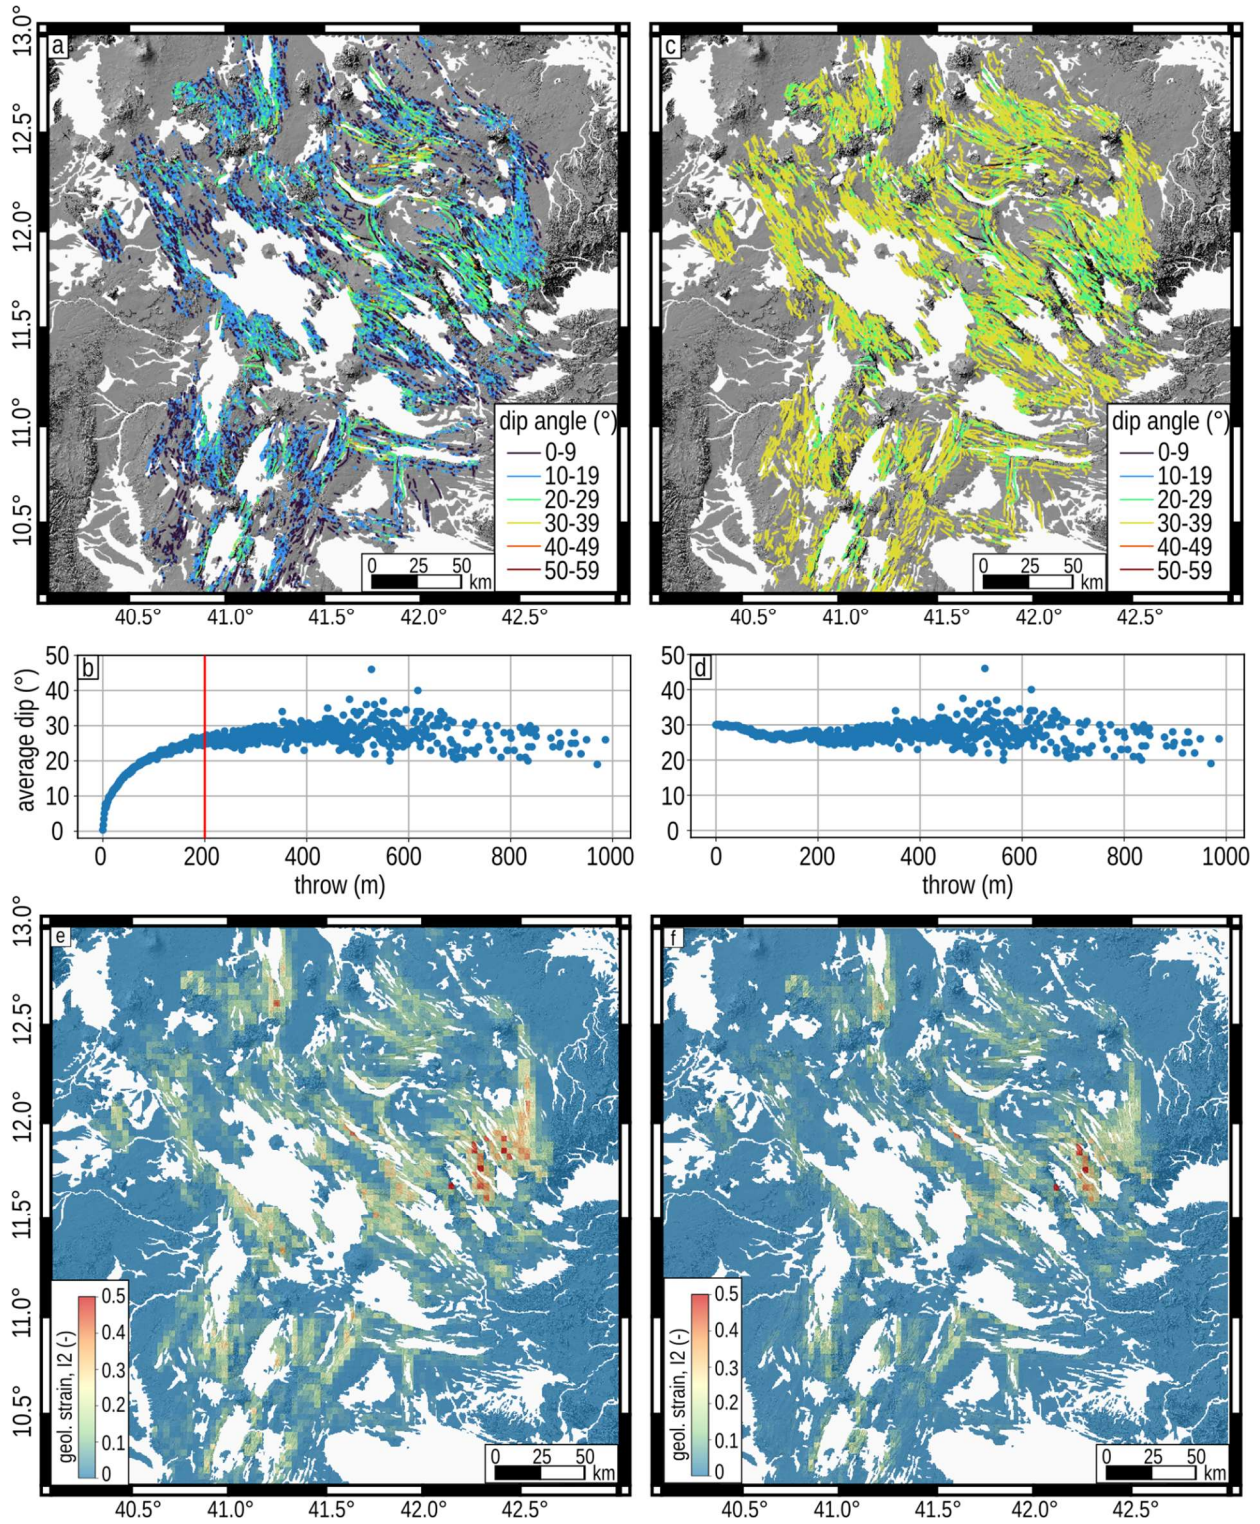 a
c
13.0°
12.5°
12.0°
11.5°
11.0°
10.5°
dip angle (°)
0-9
10-19
20-29
30-39
40-49
50-59
0 25 50
km
dip angle (°)
0-9
10-19
20-29
30-39
40-49
50-59
0 25 50
km
40.5° 41.0° 41.5° 42.0° 42.5°
40.5° 41.0° 41.5° 42.0° 42.5°
b
average dip (°)
50
40
30
20
10
0
0 200 400 600 800 1000
throw (m)
d
50
40
30
20
10
0
0 200 400 600 800 1000
throw (m)
e
f
13.0°
12.5°
12.0°
11.5°
11.0°
10.5°
geol. strain, I2 (-)
0.5
0.4
0.3
0.2
0.1
0
0 25 50
km
geol. strain, I2 (-)
0.5
0.4
0.3
0.2
0.1
0
0 25 50
km
40.5° 41.0° 41.5° 42.0° 42.5°
40.5° 41.0° 41.5° 42.0° 42.5°